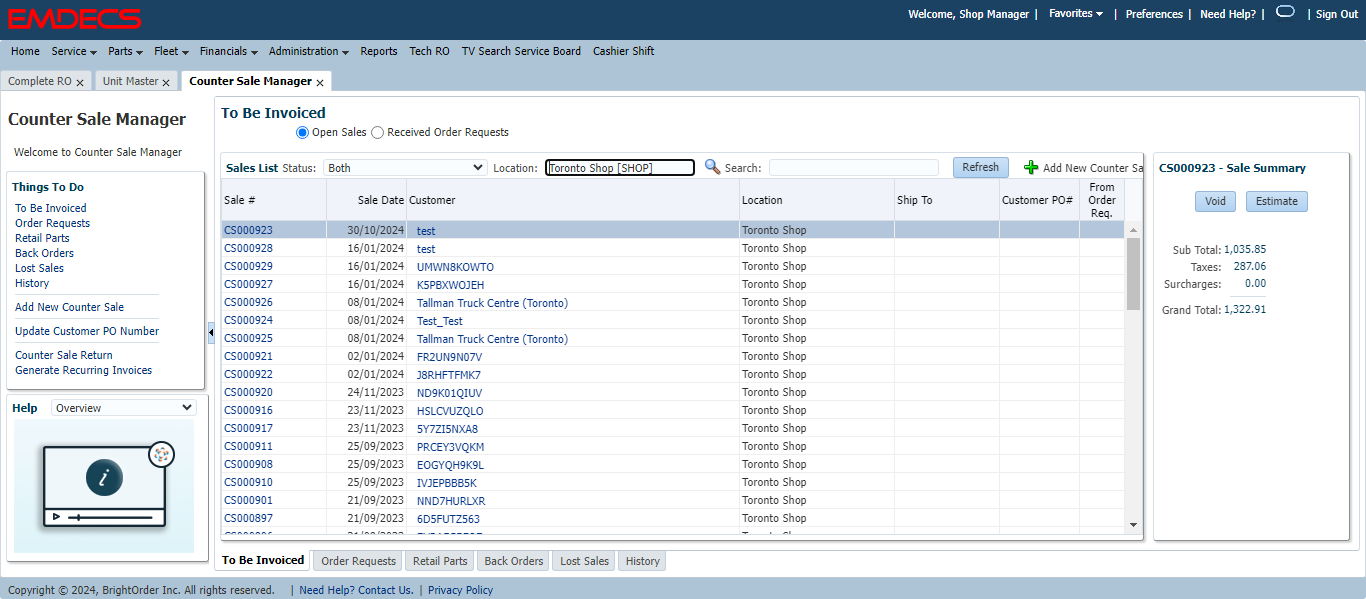 EMDECS
Welcome, Shop Manager | Favorites | Preferences | Need Help? | | Sign Out
Home Service Parts Fleet Financials Administration Reports Tech RO TV Search Service Board Cashier Shift
Complete RO Unit Master Counter Sale Manager
Counter Sale Manager
Welcome to Counter Sale Manager
Things To Do
To Be Invoiced
Order Requests
Retail Parts
Back Orders
Lost Sales
History
Add New Counter Sale
Update Customer PO Number
Counter Sale Return
Generate Recurring Invoices
Help Overview
i
To Be Invoiced
Open Sales Received Order Requests
Sales List Status: Both Location: Toronto Shop [SHOP] Search: Refresh Add New Counter Sa
Sale # Sale Date Customer Location Ship To Customer PO# From Order Req.
CS000923 30/10/2024 test Toronto Shop
CS000928 16/01/2024 test Toronto Shop
CS000929 16/01/2024 UMWN8KOWTO Toronto Shop
CS000927 16/01/2024 K5PBXWOJEH Toronto Shop
CS000926 08/01/2024 Tallman Truck Centre (Toronto) Toronto Shop
CS000924 08/01/2024 Test_Test Toronto Shop
CS000925 08/01/2024 Tallman Truck Centre (Toronto) Toronto Shop
CS000921 02/01/2024 FR2UN9N07V Toronto Shop
CS000922 02/01/2024 J8RHFTFMK7 Toronto Shop
CS000920 24/11/2023 ND9K01QIUV Toronto Shop
CS000916 23/11/2023 HSLCVUZQLO Toronto Shop
CS000917 23/11/2023 5Y7ZI5NXA8 Toronto Shop
CS000911 25/09/2023 PRCEY3VQKM Toronto Shop
CS000908 25/09/2023 EOGYQH9K9L Toronto Shop
CS000910 25/09/2023 IVJEPBBB5K Toronto Shop
CS000901 21/09/2023 NND7HURLXR Toronto Shop
CS000897 21/09/2023 6D5FUTZ563 Toronto Shop
To Be Invoiced Order Requests Retail Parts Back Orders Lost Sales History
CS000923 - Sale Summary
Void Estimate
Sub Total: 1,035.85
Taxes: 287.06
Surcharges: 0.00
Grand Total: 1,322.91
Copyright © 2024, BrightOrder Inc. All rights reserved. | Need Help? Contact Us. | Privacy Policy